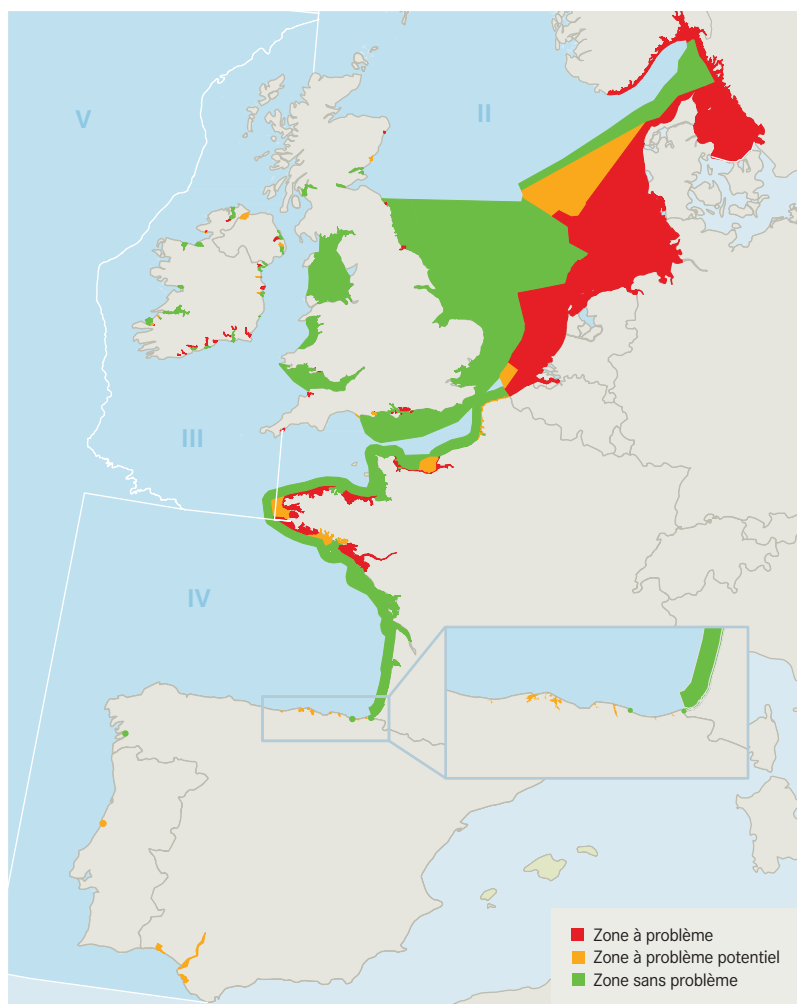 V
II
III
IV
Zone à problème
Zone à problème potentiel
Zone sans problème